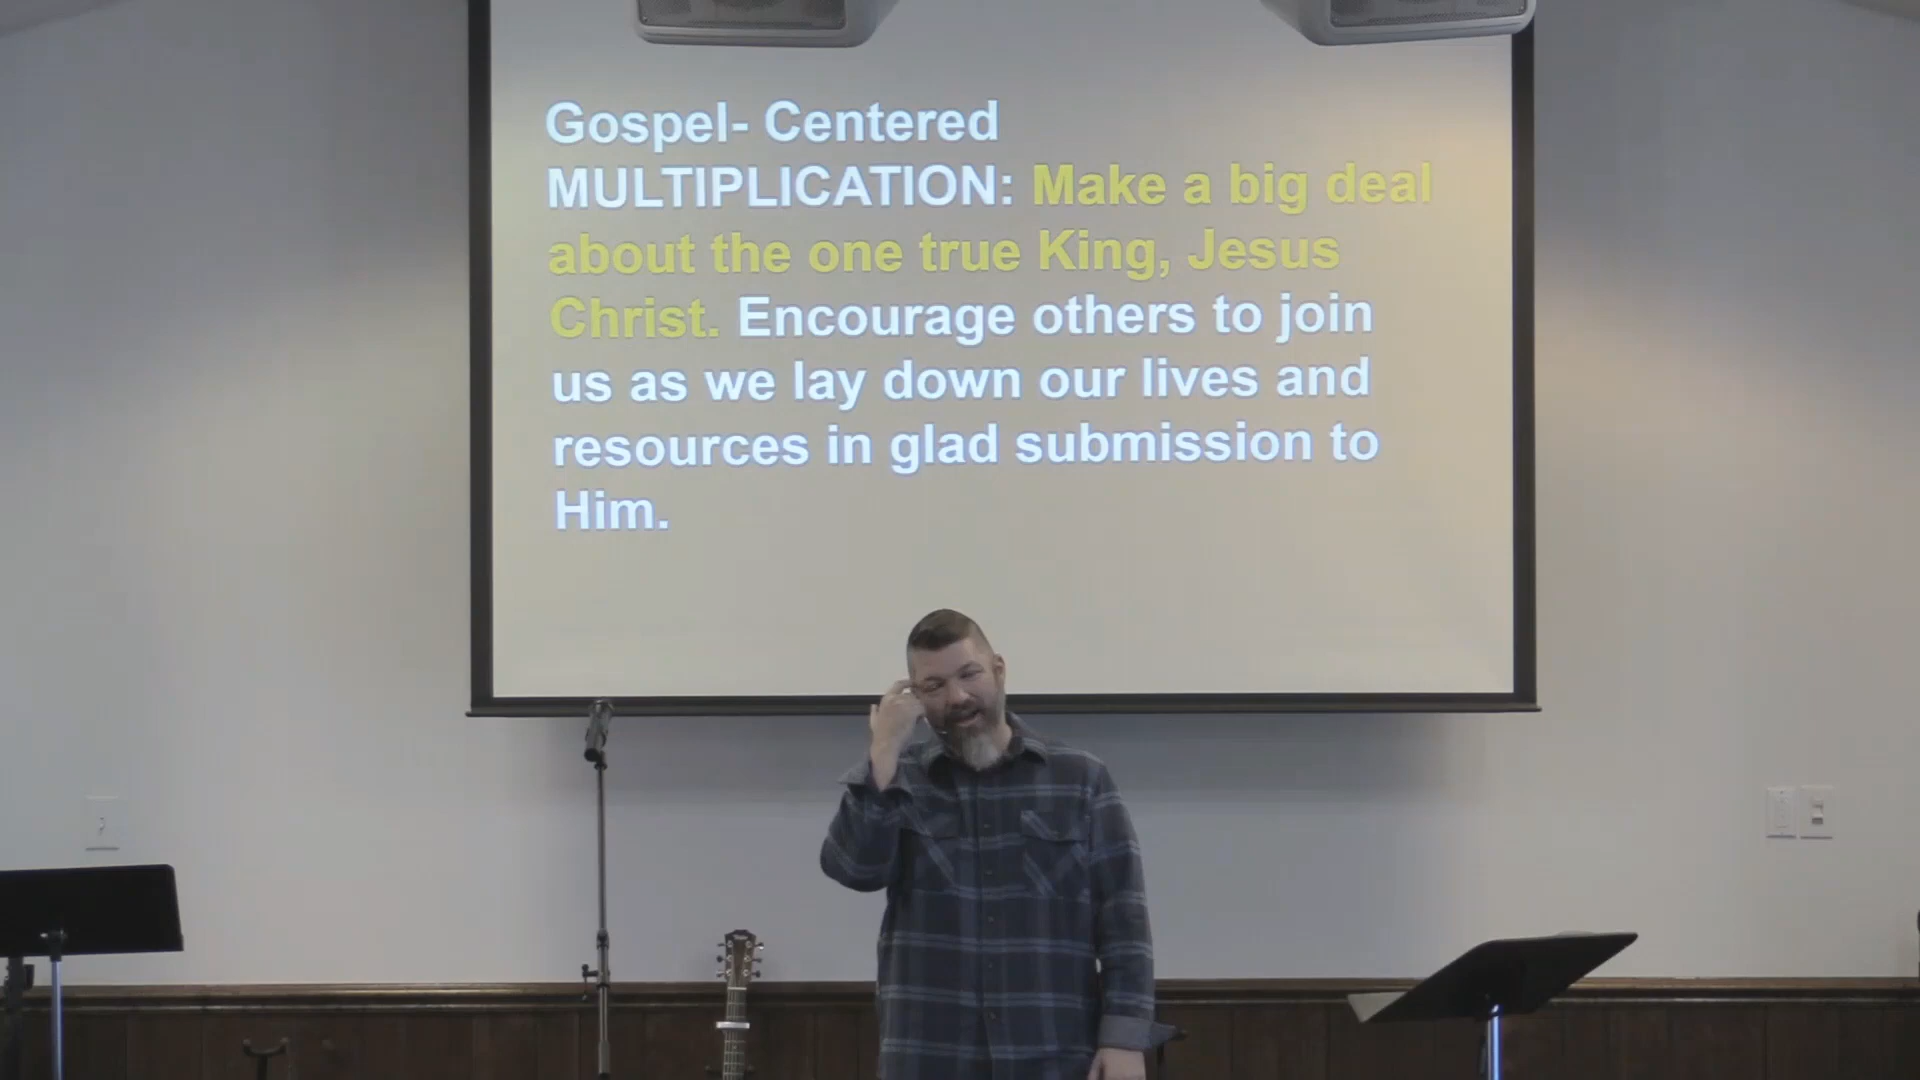 Gospel- Centered
MULTIPLICATION: Make a big deal
about the one true King, Jesus
Christ. Encourage others to join
us as we lay down our lives and
resources in glad submission to
Him.